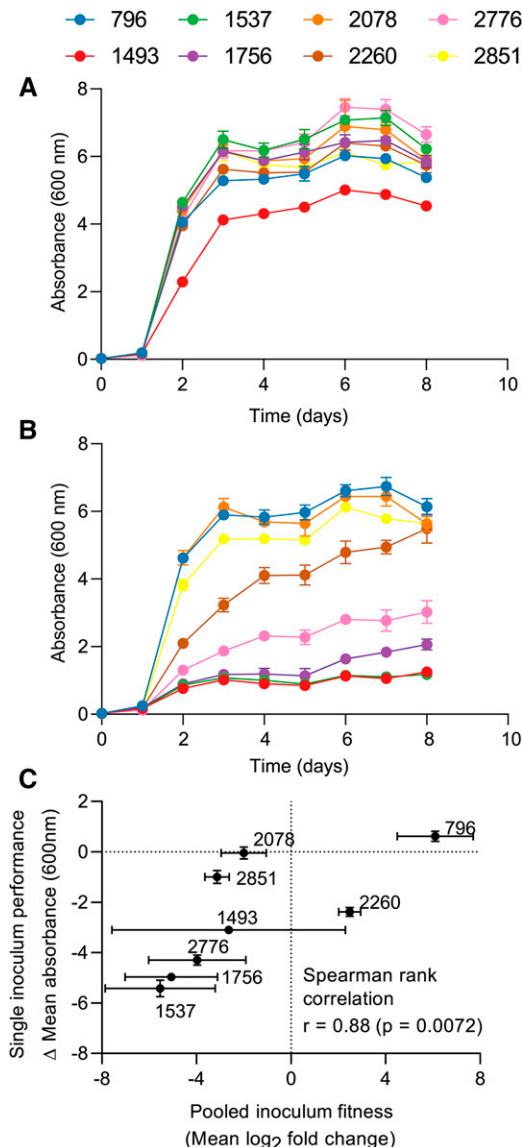 796 1537 2078 2776
1493 1756 2260 2851
A
8
6
4
2
0
Absorbance (600 nm)
0 2 4 6 8 10
Time (days)
B
8
6
4
2
0
Absorbance (600 nm)
0 2 4 6 8 10
Time (days)
C
2
0
-2
-4
-6
-8
Single inoculum performance
Δ Mean absorbance (600nm)
796
2078
2851
2260
1493
2776
1756
1537
Spearman rank
correlation
r = 0.88 (p = 0.0072)
-8 -4 0 4 8
Pooled inoculum fitness
(Mean log₂ fold change)